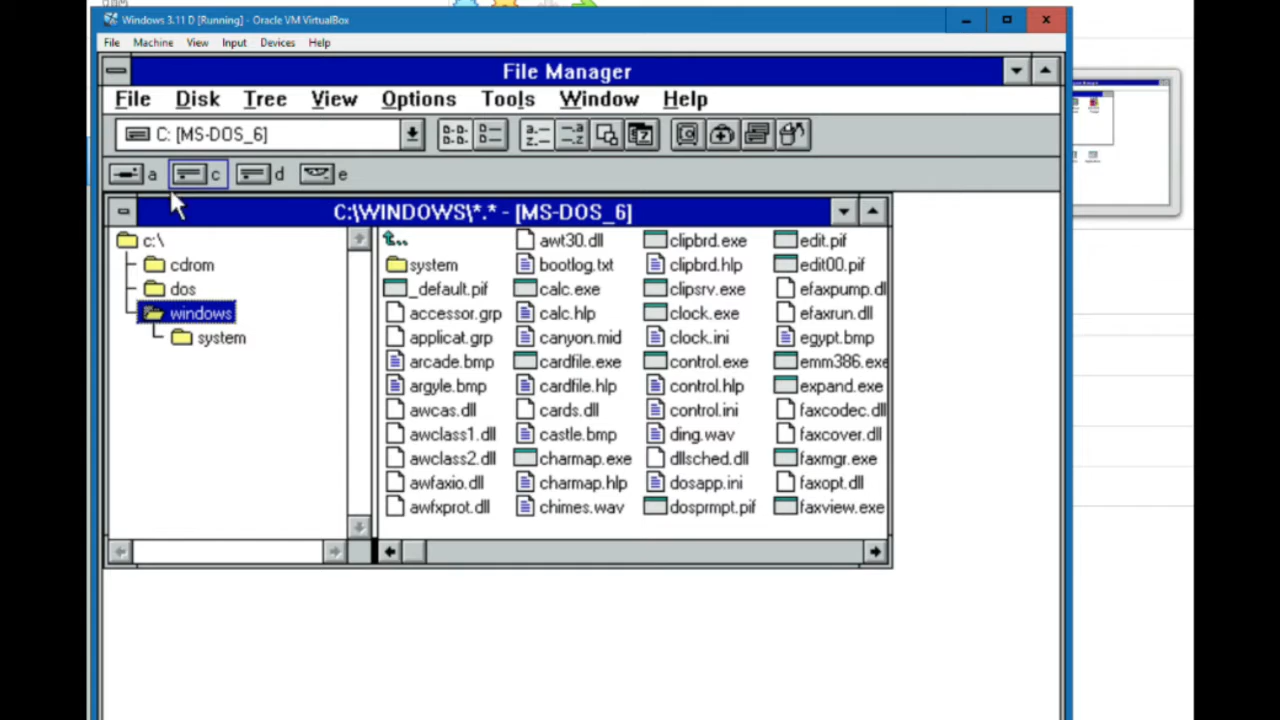 Windows 3.11 D [Running] - Oracle VM VirtualBox
File Machine View Input Devices Help
File Manager
File Disk Tree View Options Tools Window Help
C: [MS-DOS_6]
a c d e
C:\WINDOWS\*.* - [MS-DOS_6]
c:\
cdrom
dos
windows
system
system
_default.pif
accessor.grp
applicat.grp
arcade.bmp
argyle.bmp
awcas.dll
awclass1.dll
awclass2.dll
awfaxio.dll
awfxprot.dll
awt30.dll
bootlog.txt
calc.exe
calc.hlp
canyon.mid
cardfile.exe
cardfile.hlp
cards.dll
castle.bmp
charmap.exe
charmap.hlp
chimes.wav
clipbrd.exe
clipbrd.hlp
clipsrv.exe
clock.exe
clock.ini
control.exe
control.hlp
control.ini
ding.wav
dllsched.dll
dosapp.ini
dosprmpt.pif
edit.pif
edit00.pif
efaxpump.dl
efaxrun.dll
egypt.bmp
emm386.exe
expand.exe
faxcodec.dll
faxcover.dll
faxmgr.exe
faxopt.dll
faxview.exe